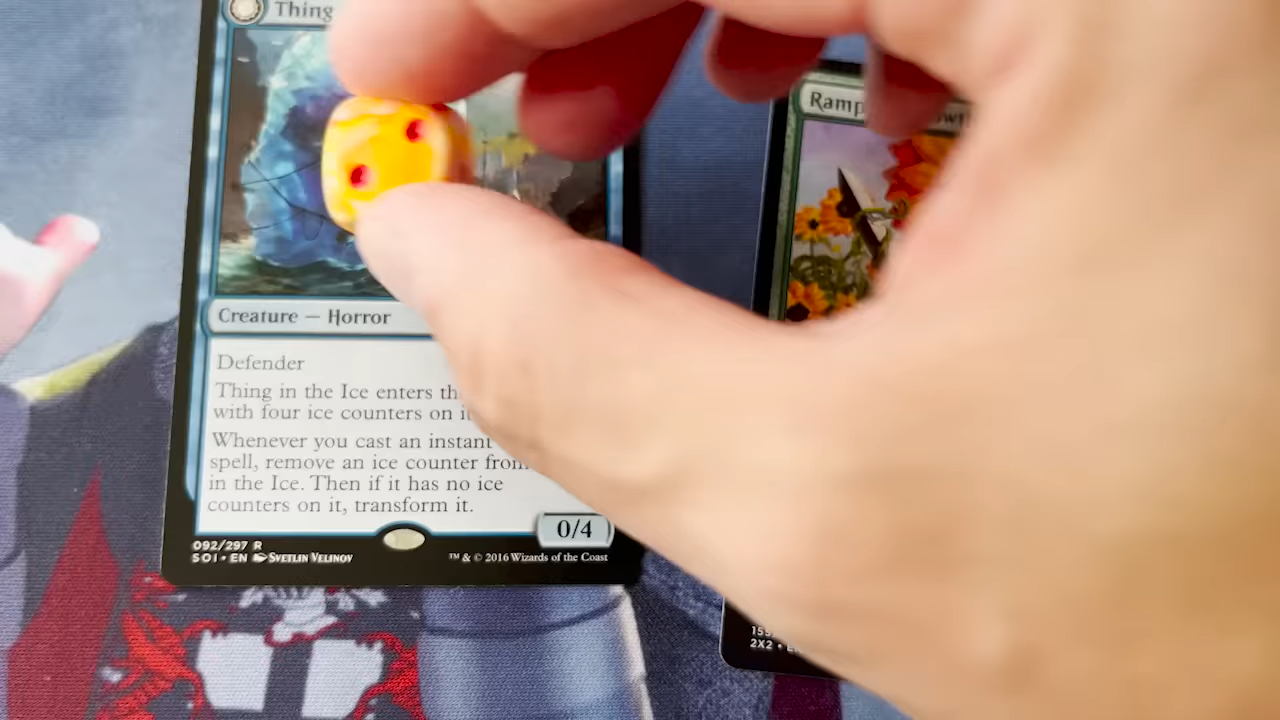 Thing
Creature — Horror
Defender
Thing in the Ice enters
with four ice counters on
Whenever you cast an instant
spell, remove an ice counter from
in the Ice. Then if it has no ice
counters on it, transform it.
0/4
092/297 R
SOI • EN SVETLIN VELINOV
™ & © 2016 Wizards of the Coast
Ramp
2X2 •